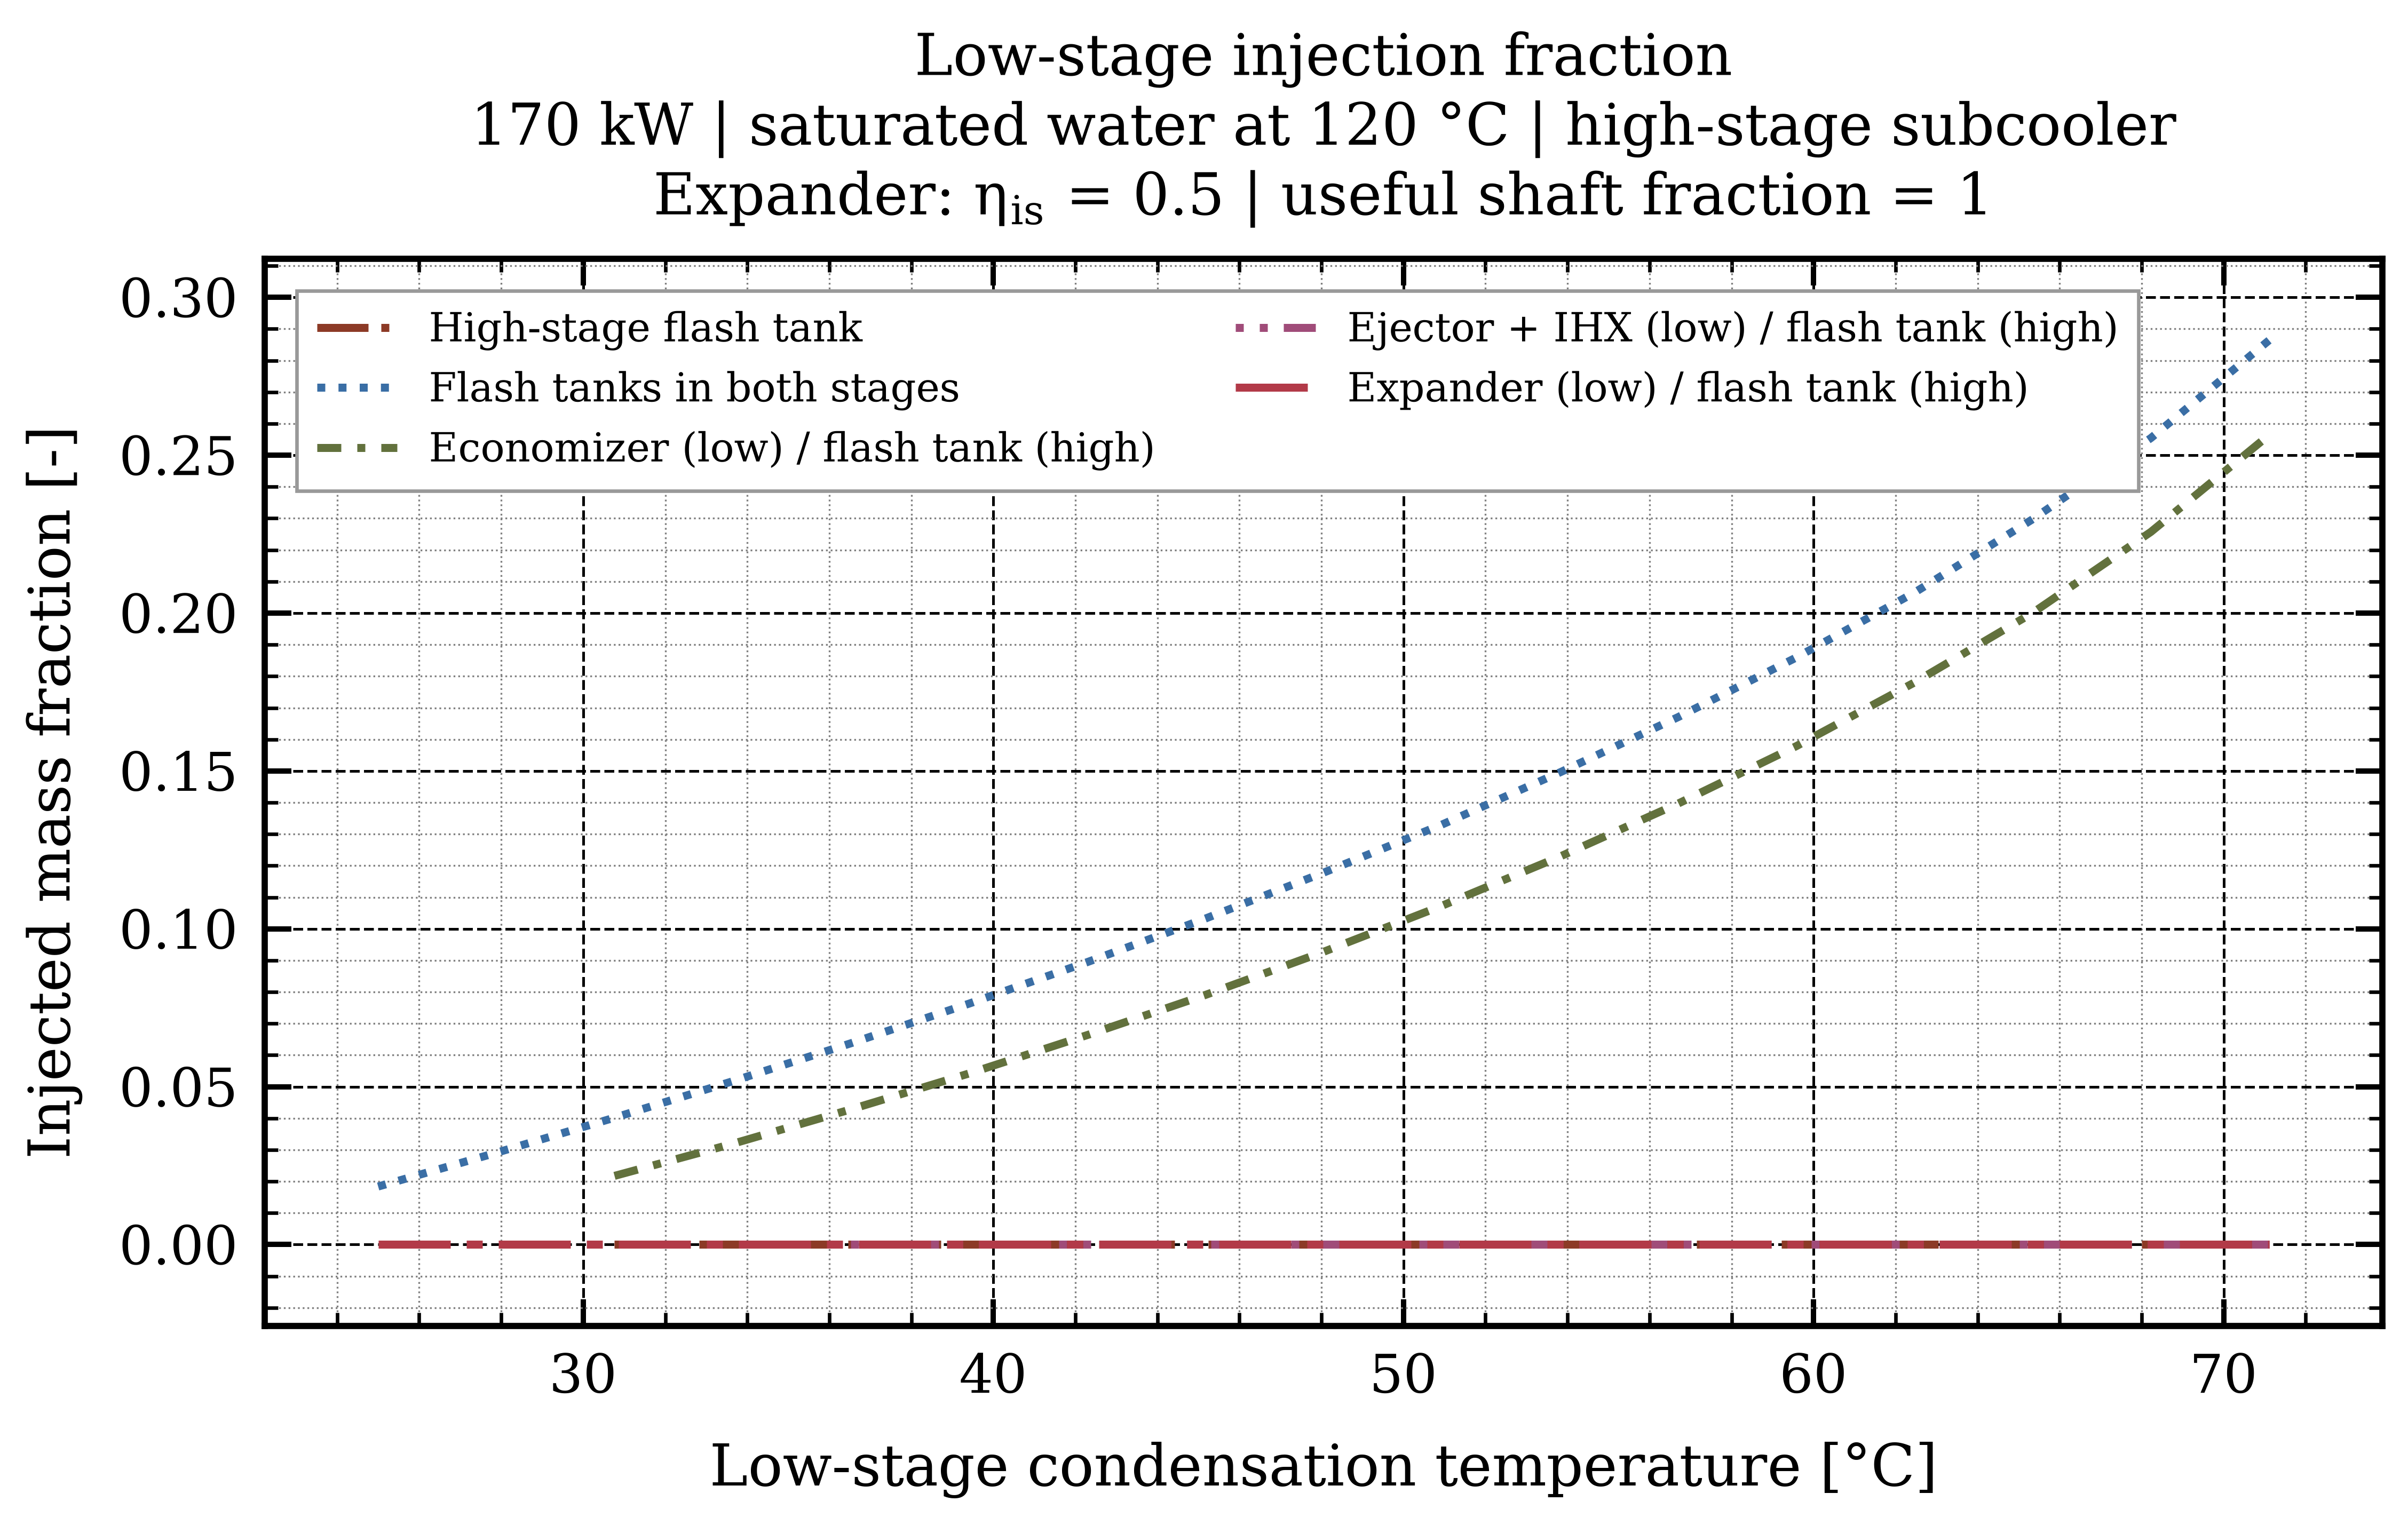 Low-stage injection fraction
170 kW | saturated water at 120 °C | high-stage subcooler
Expander: ηis = 0.5 | useful shaft fraction = 1
Injected mass fraction [-]
0.30
0.25
0.20
0.15
0.10
0.05
0.00
High-stage flash tank
Flash tanks in both stages
Economizer (low) / flash tank (high)
Ejector + IHX (low) / flash tank (high)
Expander (low) / flash tank (high)
30 40 50 60 70
Low-stage condensation temperature [°C]